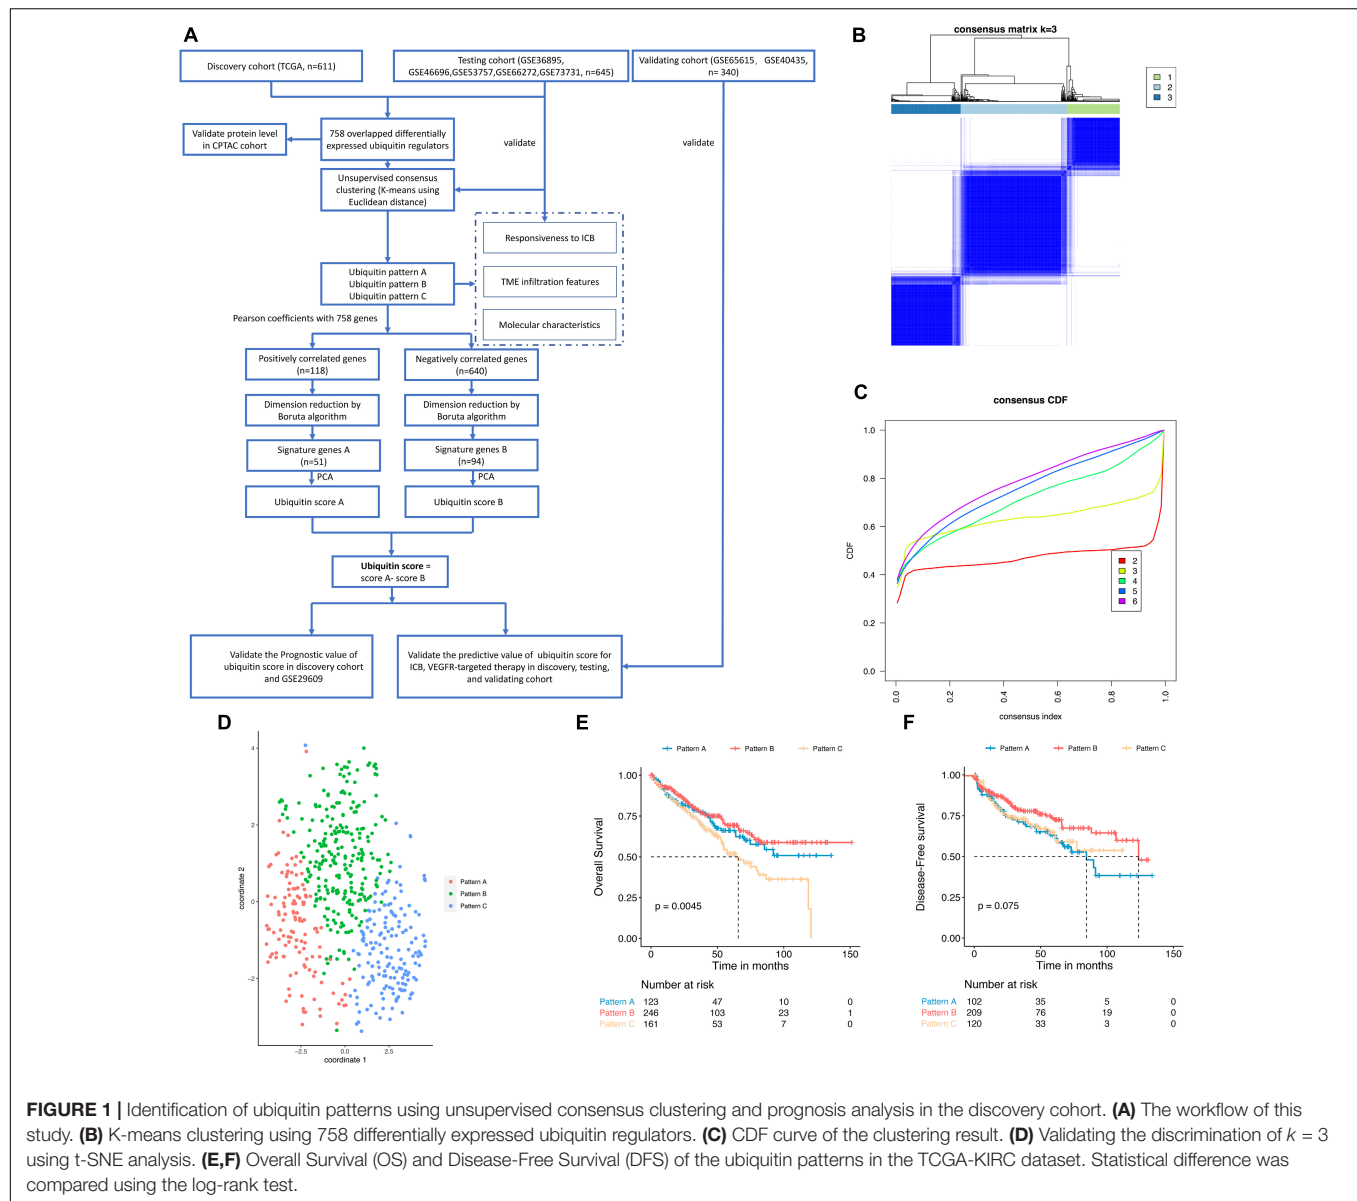 A
Discovery cohort (TCGA, n=611)
Testing cohort (GSE36895,
GSE46696,GSE53757,GSE66272,GSE73731, n=645)
Validating cohort (GSE65615, GSE40435,
n= 340)
Validate protein level
in CPTAC cohort
758 overlapped differentially
expressed ubiquitin regulators
validate
validate
Unsupervised consensus
clustering (K-means using
Euclidean distance)
Responsiveness to ICB
TME infiltration features
Molecular characteristics
Ubiquitin pattern A
Ubiquitin pattern B
Ubiquitin pattern C
Pearson coefficients with 758 genes
Positively correlated genes
(n=118)
Negatively correlated genes
(n=640)
Dimension reduction by
Boruta algorithm
Dimension reduction by
Boruta algorithm
Signature genes A
(n=51)
Signature genes B
(n=94)
PCA
PCA
Ubiquitin score A
Ubiquitin score B
Ubiquitin score =
score A- score B
Validate the Prognostic value of
ubiquitin score in discovery cohort
and GSE29609
Validate the predictive value of ubiquitin score for
ICB, VEGFR-targeted therapy in discovery, testing,
and validating cohort
B
consensus matrix k=3
1
2
3
C
consensus CDF
CDF
1.0
0.8
0.6
0.4
0.2
0.0
2
3
4
5
6
0.0 0.2 0.4 0.6 0.8 1.0
consensus index
D
coordinate 2
4
2
0
−2
−2.5 0.0 2.5
coordinate 1
Pattern A
Pattern B
Pattern C
E
Pattern A Pattern B Pattern C
Overall Survival
1.00
0.75
0.50
0.25
0.00
p = 0.0045
0 50 100 150
Time in months
Number at risk
Pattern A 123 47 10 0
Pattern B 246 103 23 1
Pattern C 161 53 7 0
F
Pattern A Pattern B Pattern C
Disease-Free Survival
1.00
0.75
0.50
0.25
0.00
p = 0.075
0 50 100 150
Time in months
Number at risk
Pattern A 102 35 5 0
Pattern B 209 76 19 0
Pattern C 120 33 3 0
FIGURE 1 | Identification of ubiquitin patterns using unsupervised consensus clustering and prognosis analysis in the discovery cohort. (A) The workflow of this
study. (B) K-means clustering using 758 differentially expressed ubiquitin regulators. (C) CDF curve of the clustering result. (D) Validating the discrimination of k = 3
using t-SNE analysis. (E,F) Overall Survival (OS) and Disease-Free Survival (DFS) of the ubiquitin patterns in the TCGA-KIRC dataset. Statistical difference was
compared using the log-rank test.